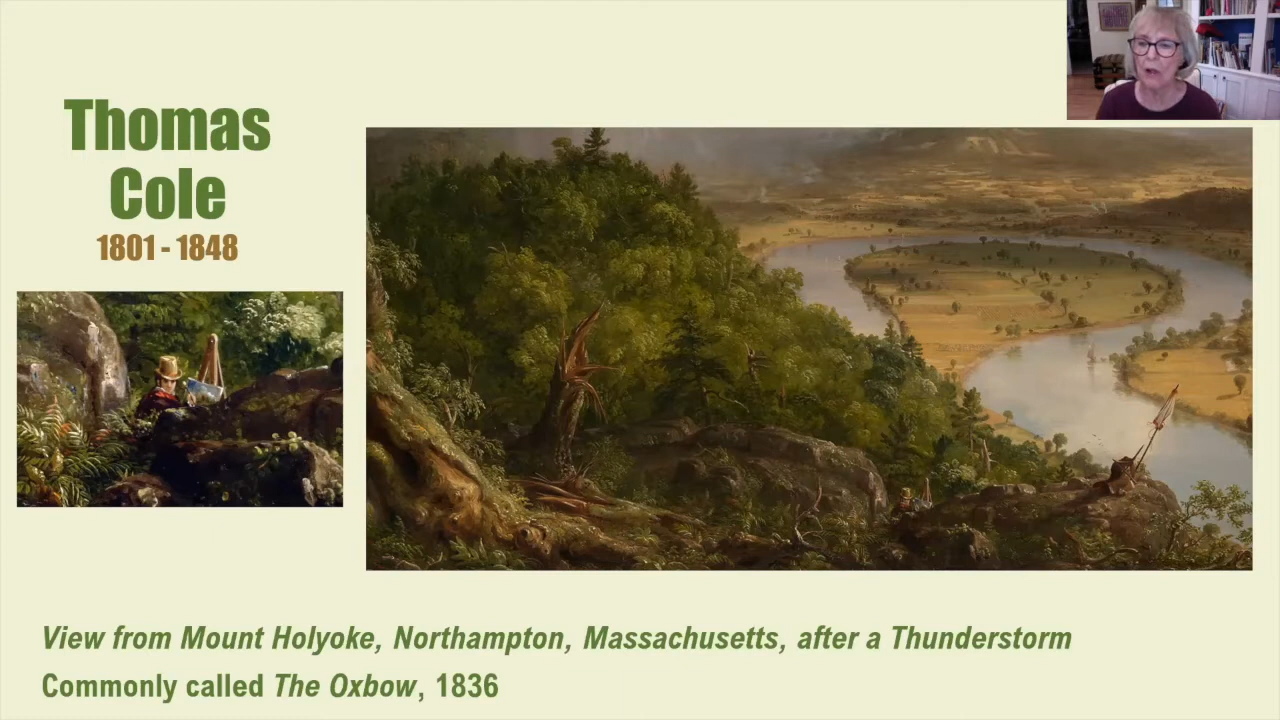 Thomas
Cole
1801 - 1848
View from Mount Holyoke, Northampton, Massachusetts, after a Thunderstorm
Commonly called The Oxbow, 1836